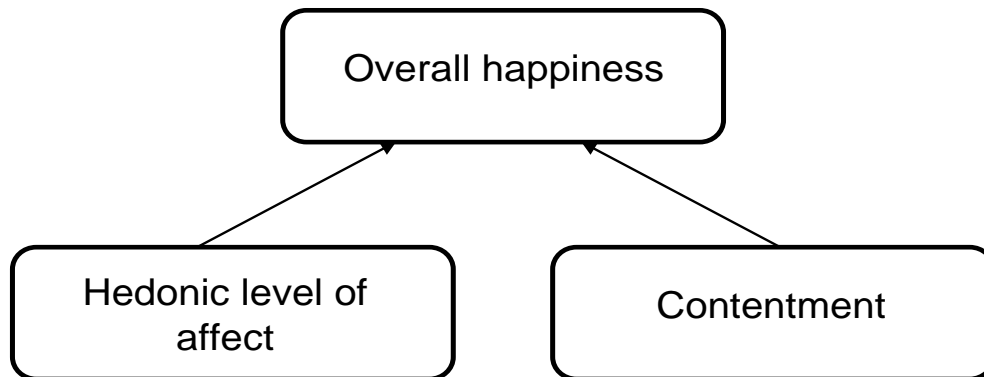 Overall happiness
Hedonic level of
affect
Contentment